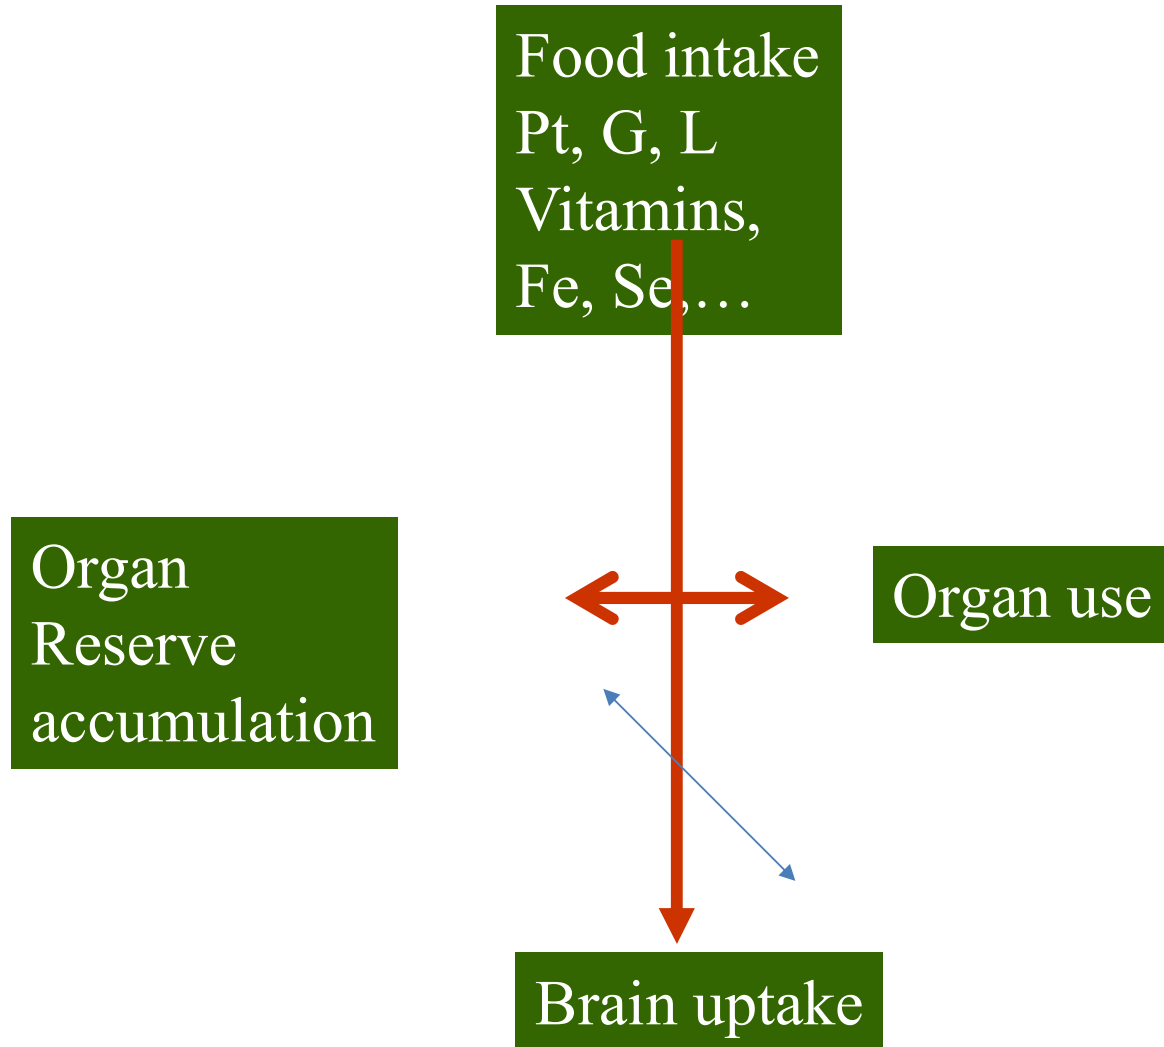 Food intake
Pt, G, L
Vitamins,
Fe, Se,…
Organ
Reserve
accumulation
Organ use
Brain uptake